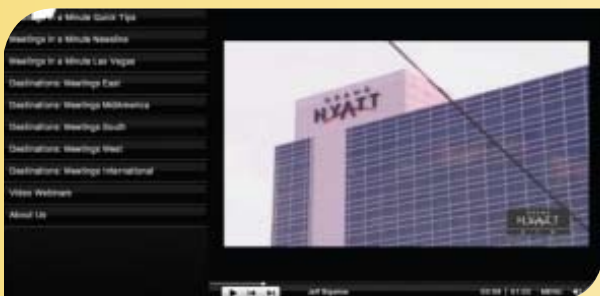 in a Minute Quick Tips
Meetings in a Minute Newsline
Meetings in a Minute Las Vegas
Destinations: Meetings East
Destinations: Meetings MidAmerica
Destinations: Meetings South
Destinations: Meetings West
Destinations: Meetings International
Video Webinars
About Us
GRAND
HYATT
HYATT
MENU